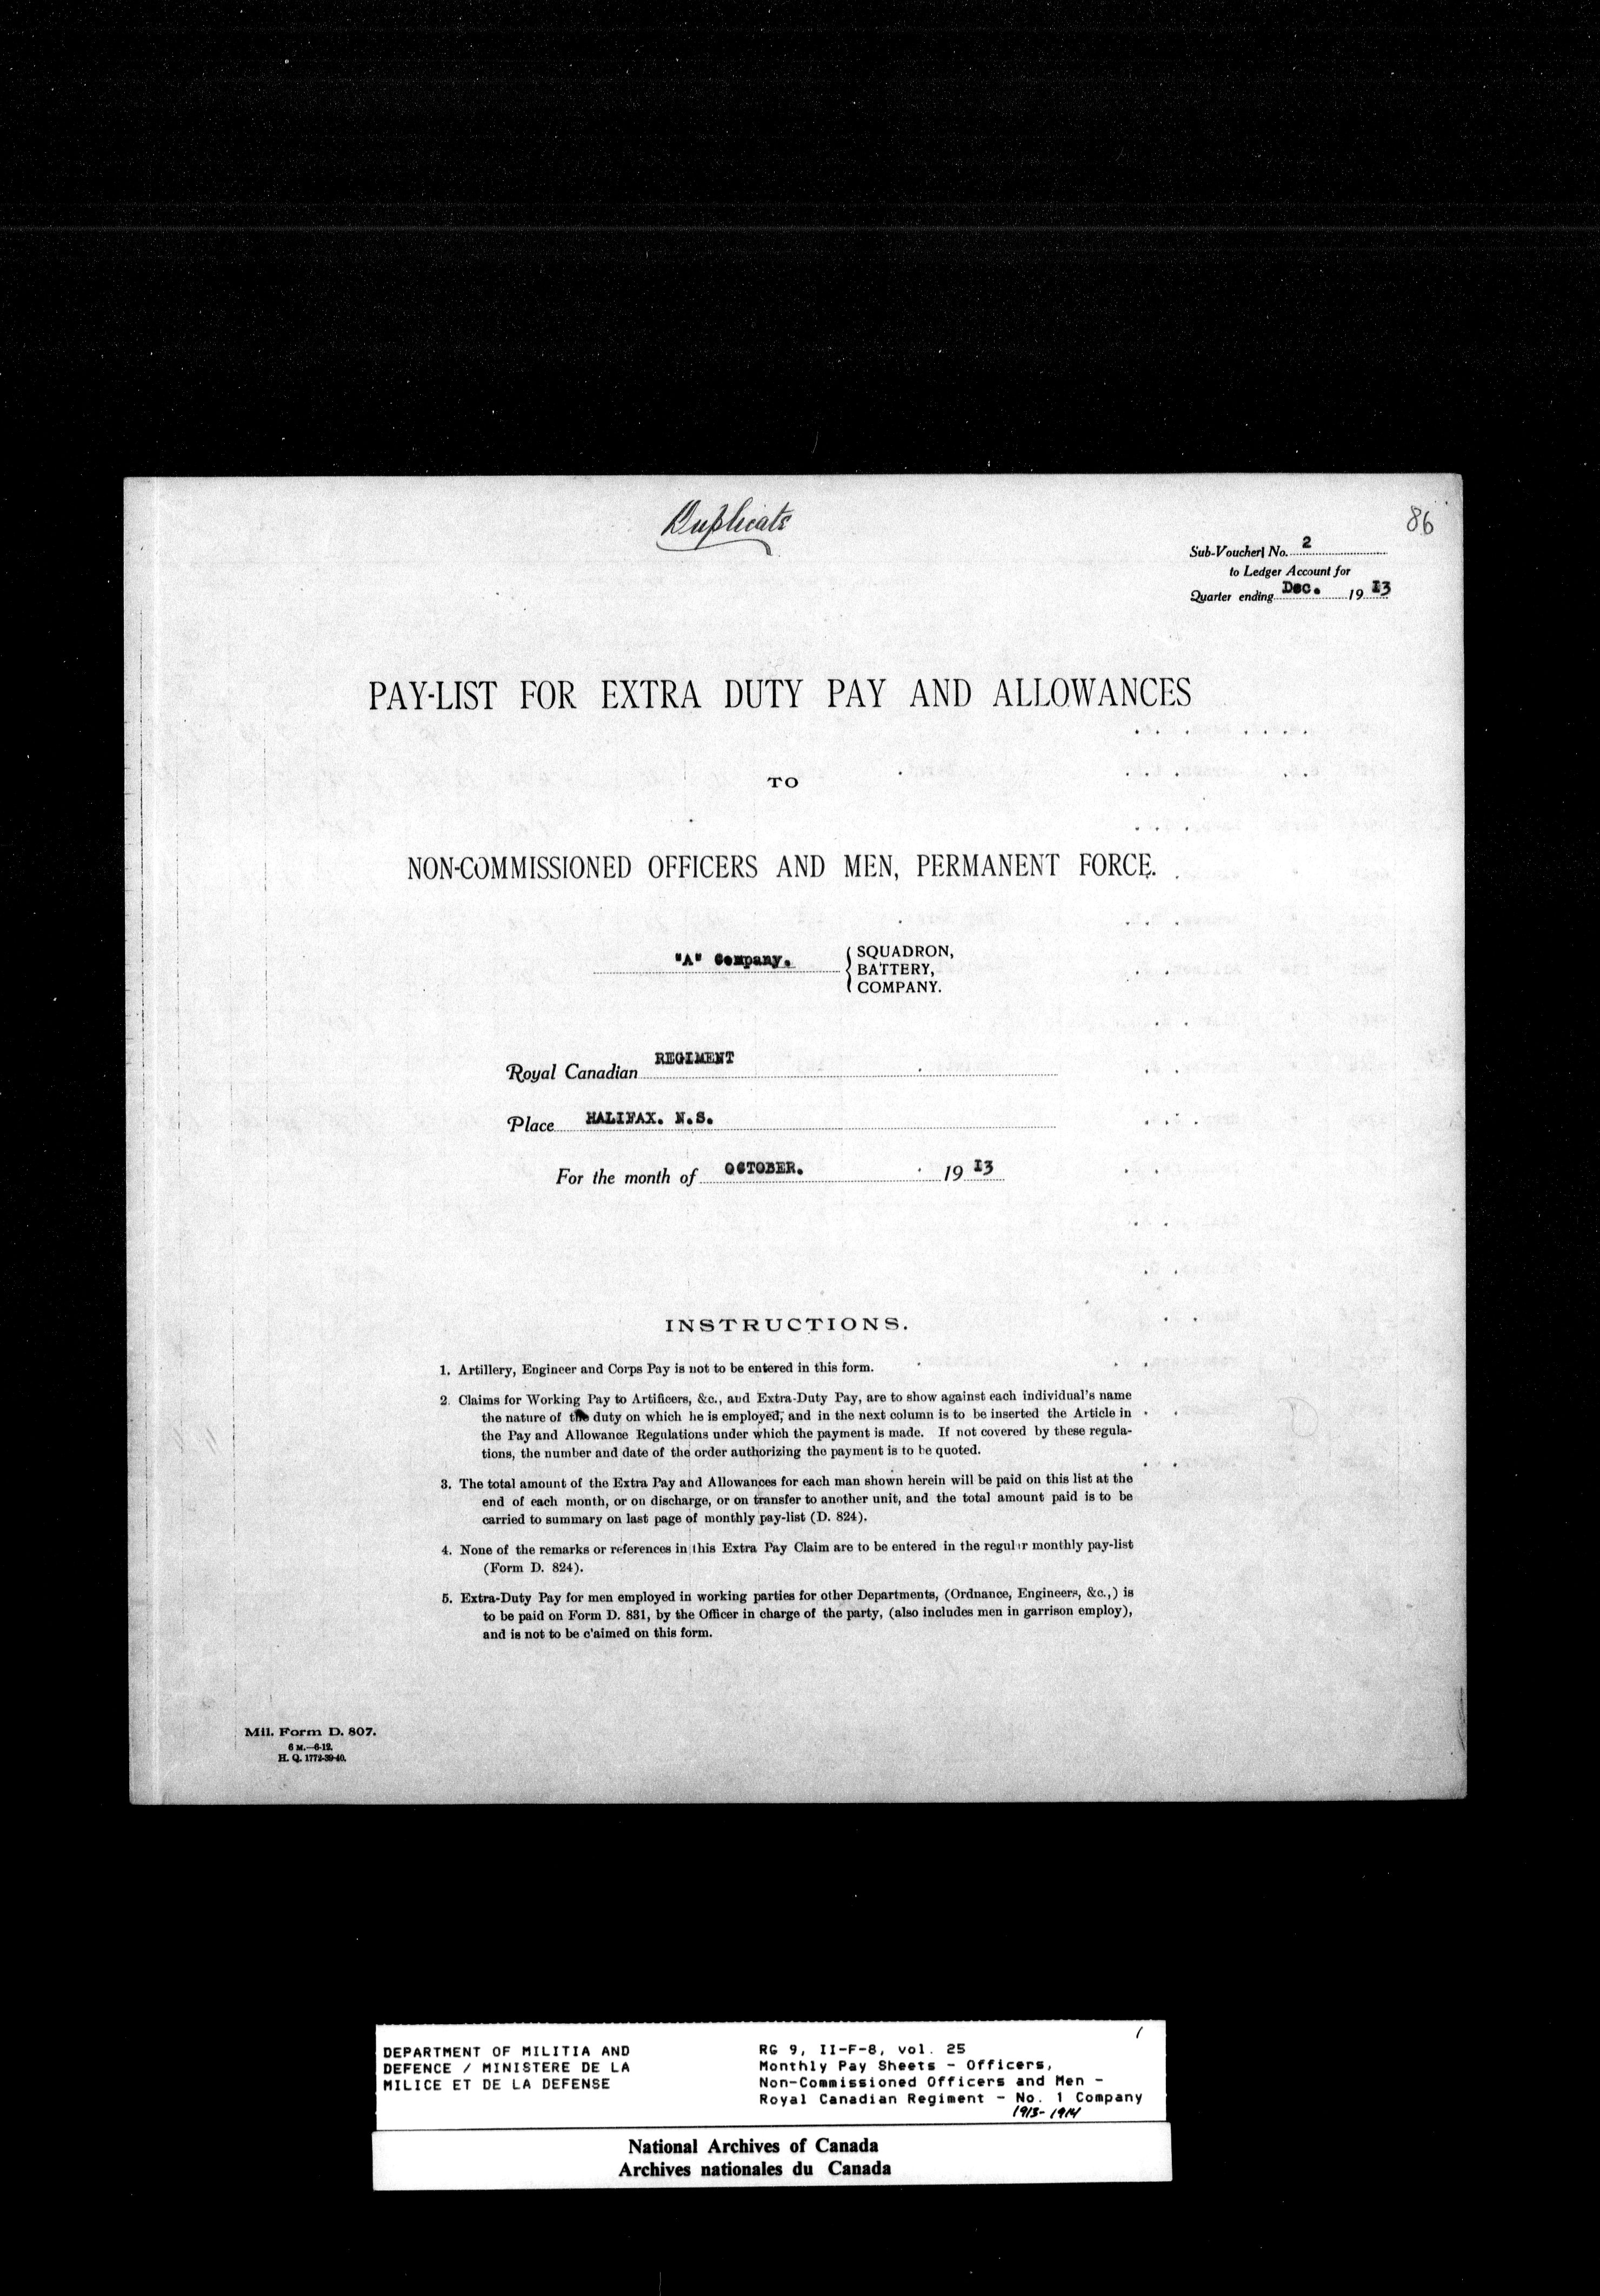 Duplicate
86
Sub-Voucher No. 2
to Ledger Account for
Quarter ending Dec. 19 I3
PAY-LIST FOR EXTRA DUTY PAY AND ALLOWANCES
TO
NON-COMMISSIONED OFFICERS AND MEN, PERMANENT FORCE.
"A" Company. { SQUADRON,
BATTERY,
COMPANY.
Royal Canadian REGIMENT
Place HALIFAX. N.S.
For the month of OCTOBER. 19 I3
INSTRUCTIONS.
1. Artillery, Engineer and Corps Pay is not to be entered in this form.
2. Claims for Working Pay to Artificers, &c., and Extra-Duty Pay, are to show against each individual's name
the nature of the duty on which he is employed, and in the next column is to be inserted the Article in
the Pay and Allowance Regulations under which the payment is made. If not covered by these regula-
tions, the number and date of the order authorizing the payment is to be quoted.
3. The total amount of the Extra Pay and Allowances for each man shown herein will be paid on this list at the
end of each month, or on discharge, or on transfer to another unit, and the total amount paid is to be
carried to summary on last page of monthly pay-list (D. 824).
4. None of the remarks or references in this Extra Pay Claim are to be entered in the regular monthly pay-list
(Form D. 824).
5. Extra-Duty Pay for men employed in working parties for other Departments, (Ordnance, Engineers, &c.,) is
to be paid on Form D. 831, by the Officer in charge of the party, (also includes men in garrison employ),
and is not to be c'aimed on this form.
Mil. Form D. 807.
6 M.—6-12.
H. Q. 1772-39-40.
1
DEPARTMENT OF MILITIA AND
DEFENCE / MINISTERE DE LA
MILICE ET DE LA DEFENSE
RG 9, II-F-8, vol. 25
Monthly Pay Sheets - Officers,
Non-Commissioned Officers and Men -
Royal Canadian Regiment - No. 1 Company
1913-1914
National Archives of Canada
Archives nationales du Canada